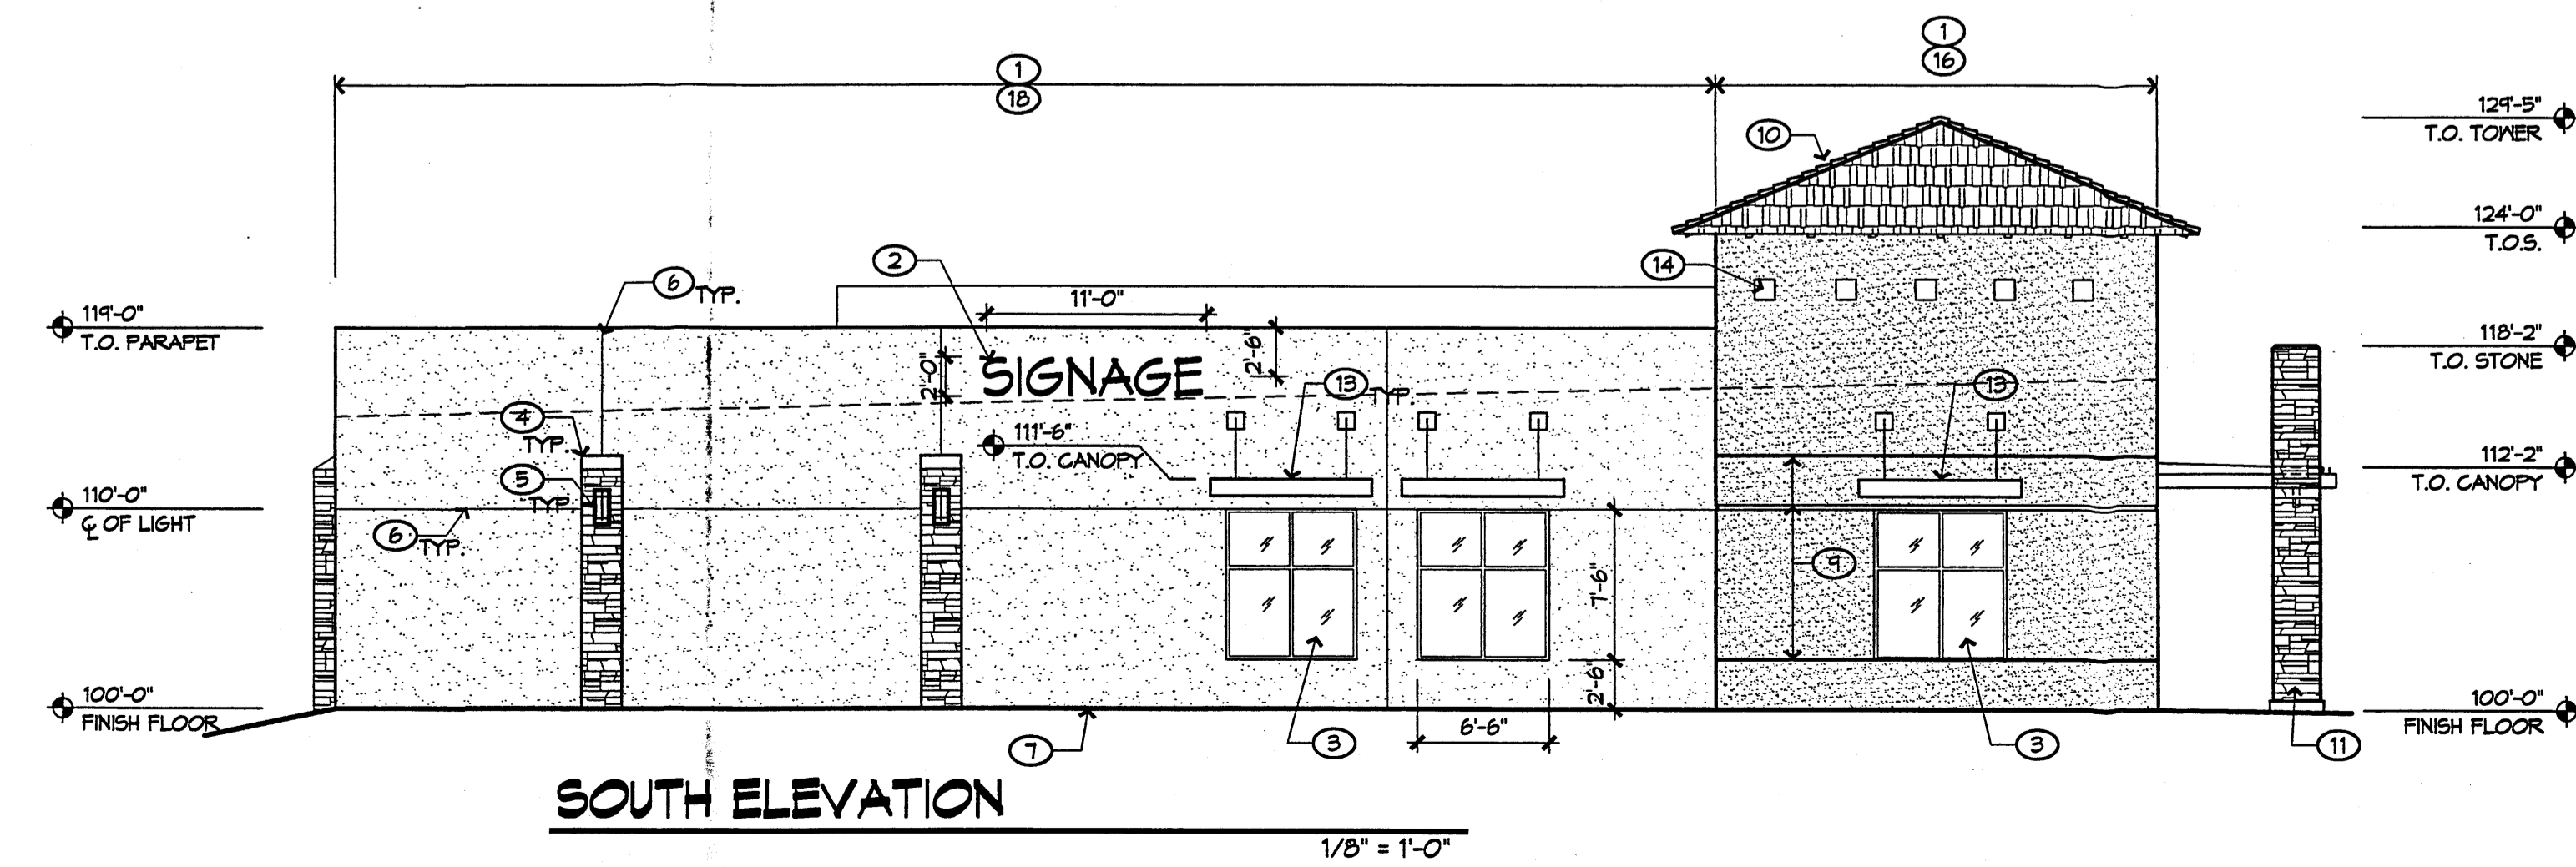 1
18
1
16
129'-5"
T.O. TOWER
10
124'-0"
T.O.S.
2
6 TYP.
11'-0"
14
119'-0"
T.O. PARAPET
118'-2"
T.O. STONE
2'-0"
SIGNAGE
2'-6"
13 TYP.
13
4
TYP.
111'-6"
T.O. CANOPY
112'-2"
T.O. CANOPY
5
TYP.
110'-0"
℄ OF LIGHT
6 TYP.
7'-6"
9
100'-0"
FINISH FLOOR
2'-6"
100'-0"
FINISH FLOOR
7
3
6'-6"
3
11
SOUTH ELEVATION
1/8" = 1'-0"